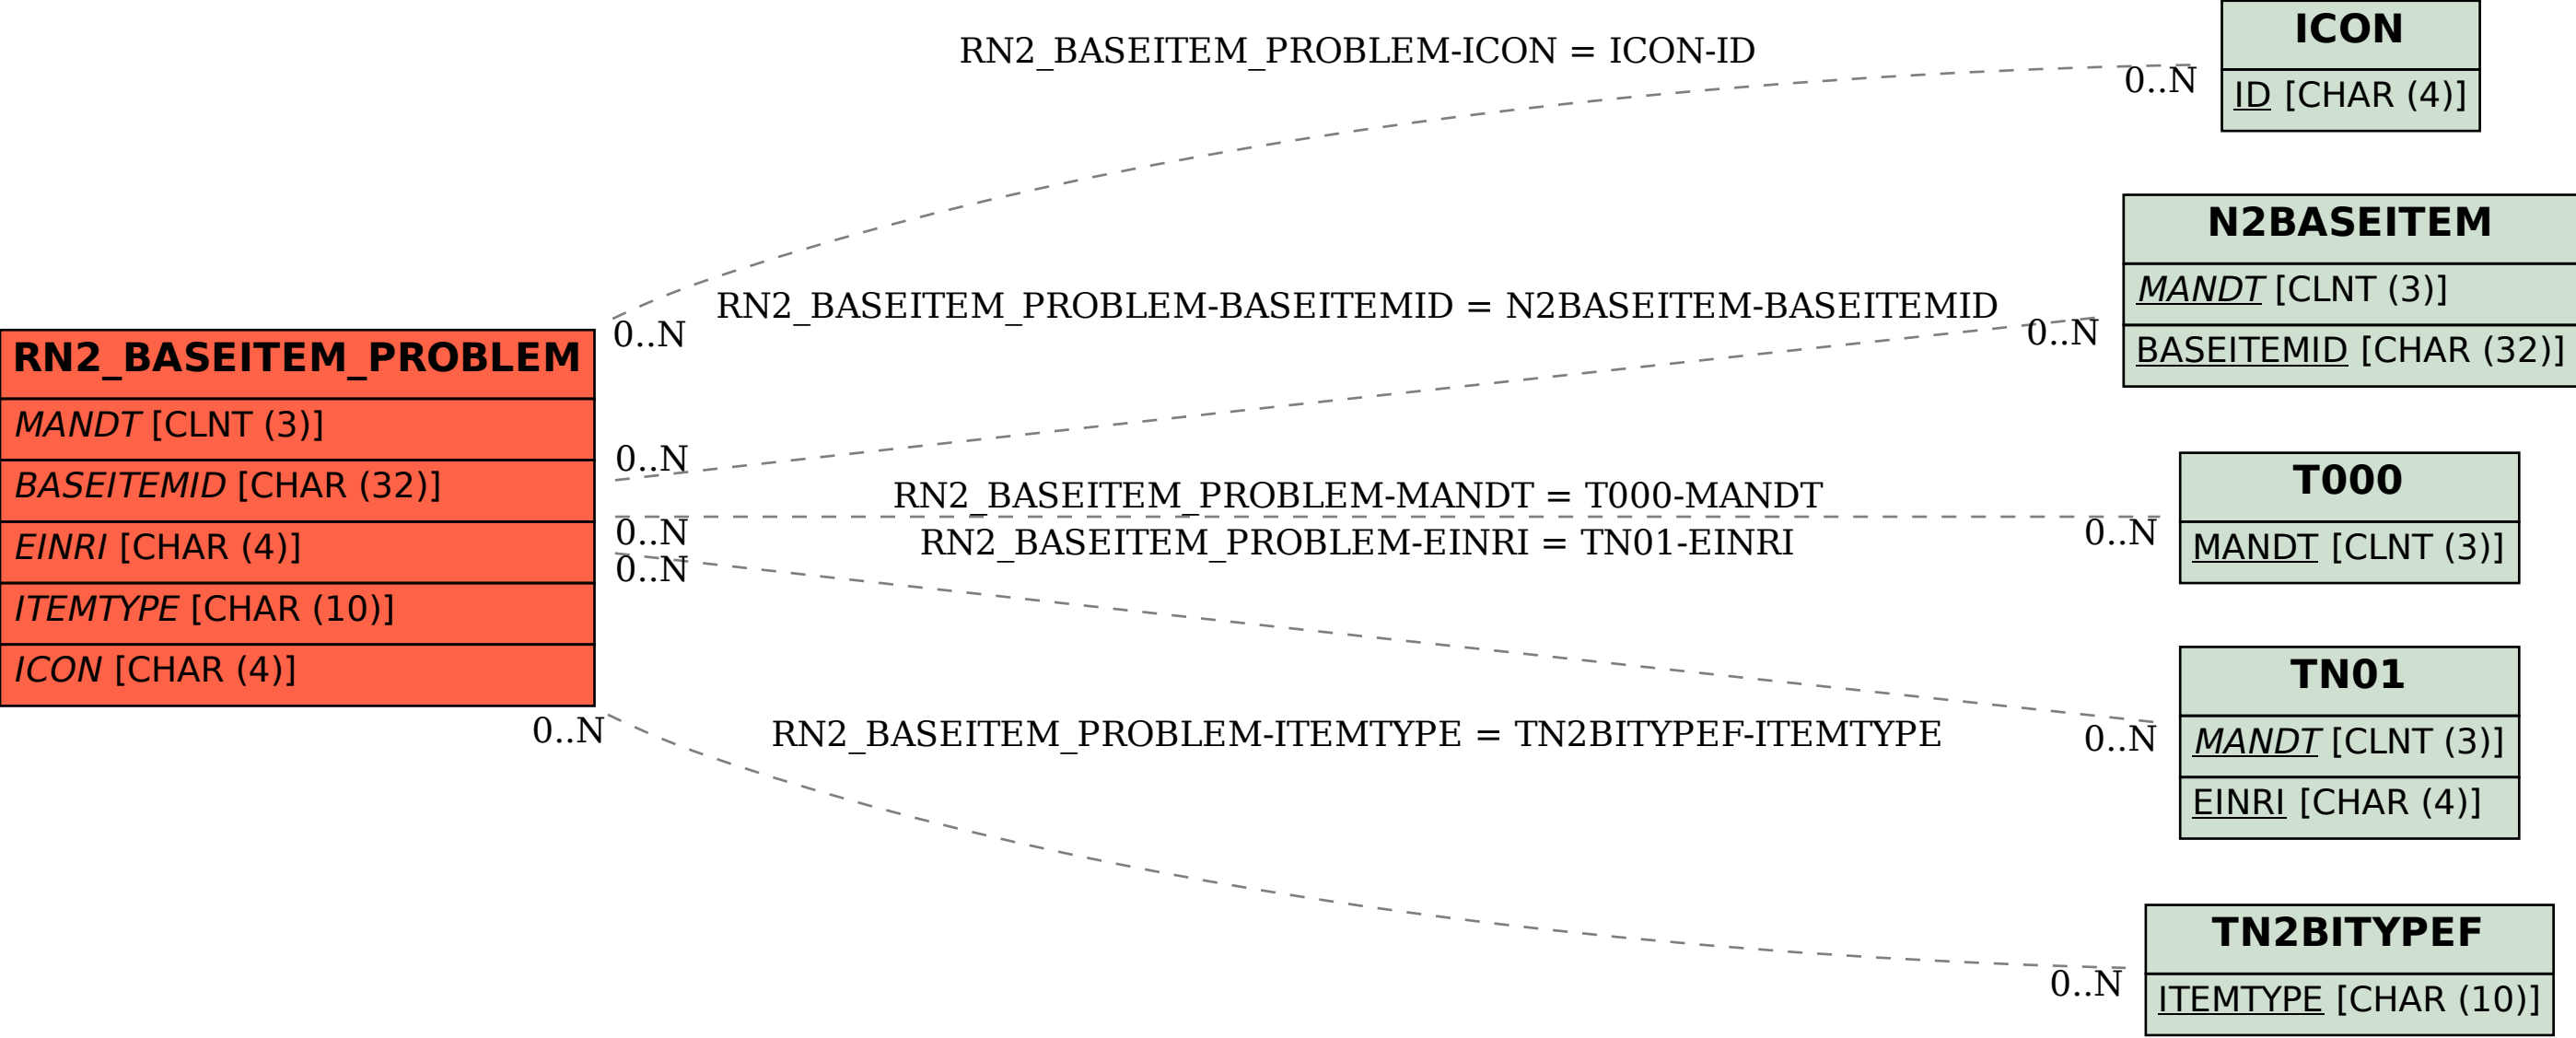 RN2_BASEITEM_PROBLEM
MANDT [CLNT (3)]
BASEITEMID [CHAR (32)]
EINRI [CHAR (4)]
ITEMTYPE [CHAR (10)]
ICON [CHAR (4)]
RN2_BASEITEM_PROBLEM-ICON = ICON-ID
0..N
0..N
RN2_BASEITEM_PROBLEM-BASEITEMID = N2BASEITEM-BASEITEMID
0..N
0..N
RN2_BASEITEM_PROBLEM-MANDT = T000-MANDT
0..N
0..N
RN2_BASEITEM_PROBLEM-EINRI = TN01-EINRI
0..N
0..N
RN2_BASEITEM_PROBLEM-ITEMTYPE = TN2BITYPEF-ITEMTYPE
0..N
0..N
ICON
ID [CHAR (4)]
N2BASEITEM
MANDT [CLNT (3)]
BASEITEMID [CHAR (32)]
T000
MANDT [CLNT (3)]
TN01
MANDT [CLNT (3)]
EINRI [CHAR (4)]
TN2BITYPEF
ITEMTYPE [CHAR (10)]